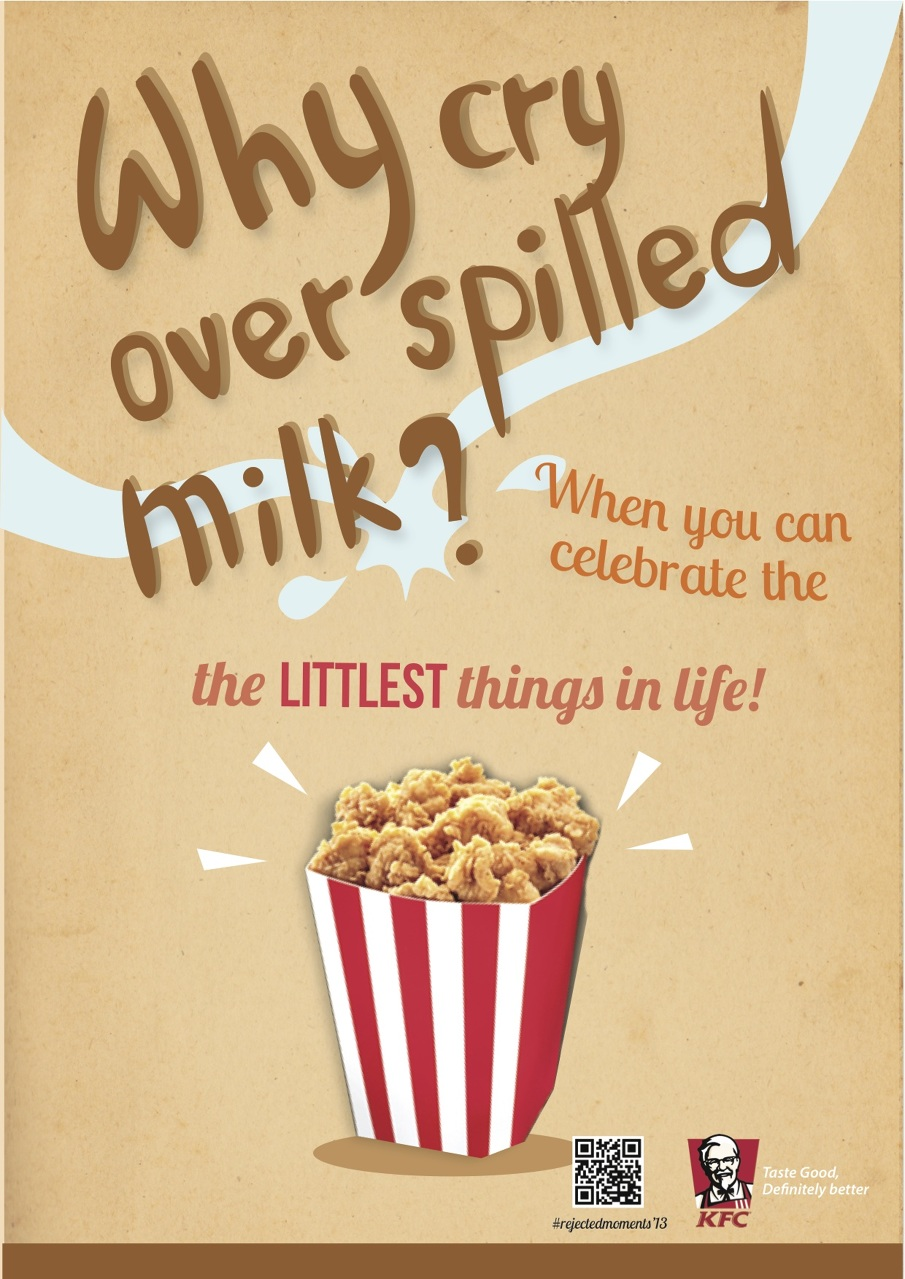 Why cry
over spilled
milk?
When you can
celebrate the
the LITTLEST things in life!
#rejectedmoments'13
Taste Good,
Definitely better
KFC